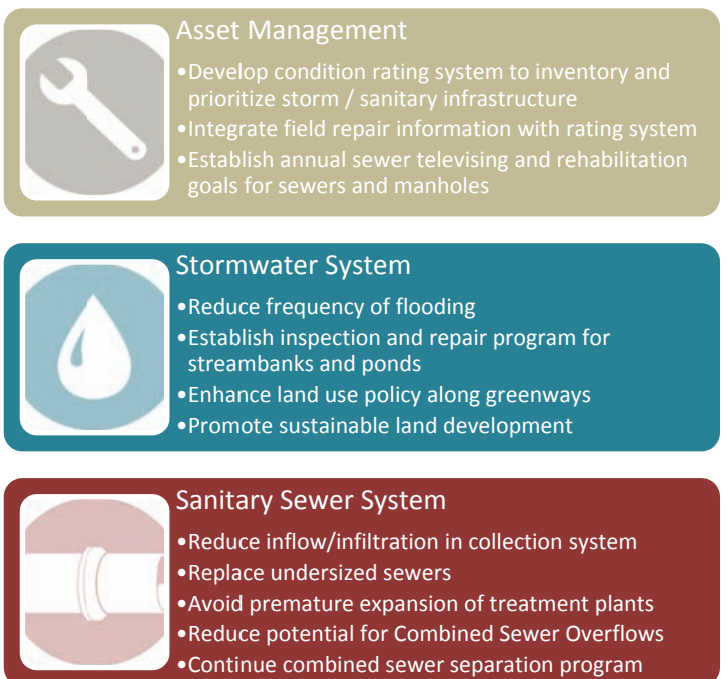 Asset Management
•Develop condition rating system to inventory and
prioritize storm / sanitary infrastructure
•Integrate field repair information with rating system
•Establish annual sewer televising and rehabilitation
goals for sewers and manholes
Stormwater System
•Reduce frequency of flooding
•Establish inspection and repair program for
streambanks and ponds
•Enhance land use policy along greenways
•Promote sustainable land development
Sanitary Sewer System
•Reduce inflow/infiltration in collection system
•Replace undersized sewers
•Avoid premature expansion of treatment plants
•Reduce potential for Combined Sewer Overflows
•Continue combined sewer separation program